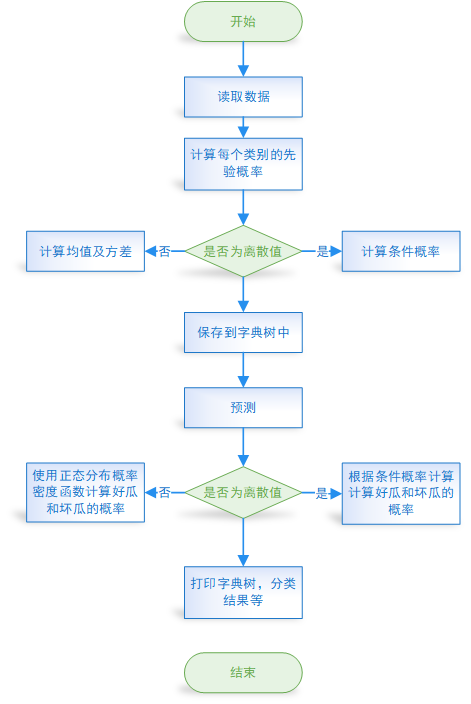 开始
读取数据
计算每个类别的先
验概率
计算均值及方差
否
是否为离散值
是
计算条件概率
保存到字典树中
预测
使用正态分布概率
密度函数计算好瓜
和坏瓜的概率
否
是否为离散值
是
根据条件概率计算
计算好瓜和坏瓜的
概率
打印字典树，分类
结果等
结束